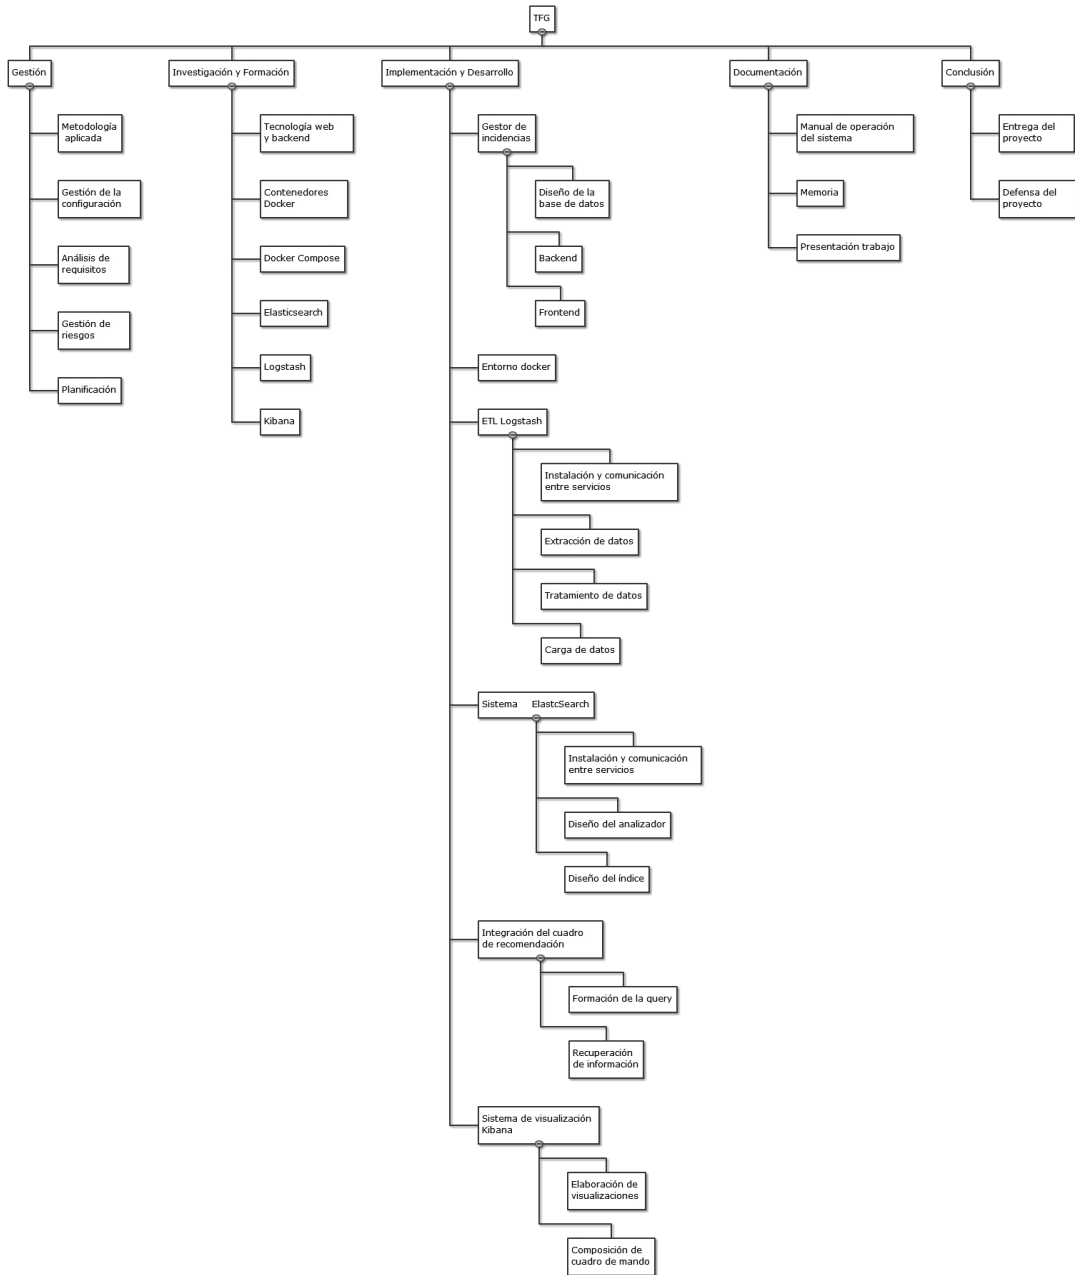 TFG
Gestión
Metodología
aplicada
Gestión de la
configuración
Análisis de
requisitos
Gestión de
riesgos
Planificación
Investigación y Formación
Tecnología web
y backend
Contenedores
Docker
Docker Compose
Elasticsearch
Logstash
Kibana
Implementación y Desarrollo
Gestor de
incidencias
Diseño de la
base de datos
Backend
Frontend
Entorno docker
ETL Logstash
Instalación y comunicación
entre servicios
Extracción de datos
Tratamiento de datos
Carga de datos
Sistema ElastcSearch
Instalación y comunicación
entre servicios
Diseño del analizador
Diseño del índice
Integración del cuadro
de recomendación
Formación de la query
Recuperación
de información
Sistema de visualización
Kibana
Elaboración de
visualizaciones
Composición de
cuadro de mando
Documentación
Manual de operación
del sistema
Memoria
Presentación trabajo
Conclusión
Entrega del
proyecto
Defensa del
proyecto